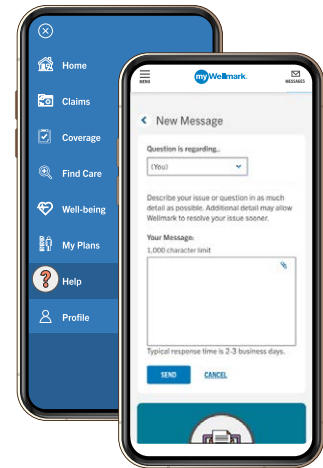 Home
Claims
Coverage
Find Care
Well-being
My Plans
Help
Profile
MENU
myWellmark.
MESSAGES
New Message
Question is regarding..
(You)
Describe your issue or question in as much
detail as possible. Additional detail may allow
Wellmark to resolve your issue sooner.
Your Message:
1,000 character limit
Typical response time is 2-3 business days.
SEND
CANCEL